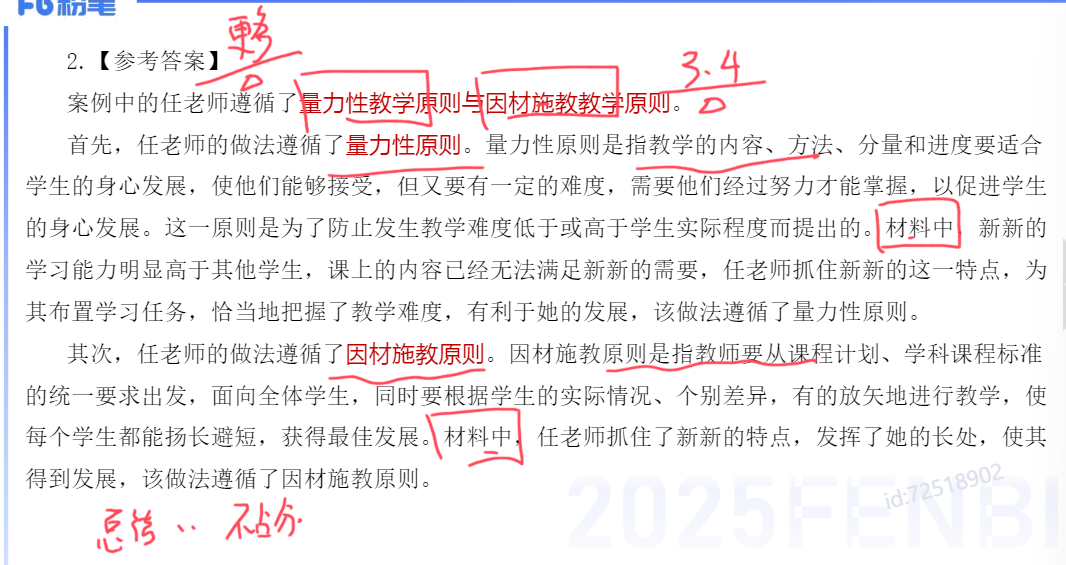 粉笔
更多
2.【参考答案】
3.4
案例中的任老师遵循了量力性教学原则与因材施教教学原则。
首先，任老师的做法遵循了量力性原则。量力性原则是指教学的内容、方法、分量和进度要适合
学生的身心发展，使他们能够接受，但又要有一定的难度，需要他们经过努力才能掌握，以促进学生
的身心发展。这一原则是为了防止发生教学难度低于或高于学生实际程度而提出的。材料中，新新的
学习能力明显高于其他学生，课上的内容已经无法满足新新的需要，任老师抓住新新的这一特点，为
其布置学习任务，恰当地把握了教学难度，有利于她的发展，该做法遵循了量力性原则。
其次，任老师的做法遵循了因材施教原则。因材施教原则是指教师要从课程计划、学科课程标准
的统一要求出发，面向全体学生，同时要根据学生的实际情况、个别差异，有的放矢地进行教学，使
每个学生都能扬长避短，获得最佳发展。材料中，任老师抓住了新新的特点，发挥了她的长处，使其
得到发展，该做法遵循了因材施教原则。
id:72518902
2025FENBI
不占分